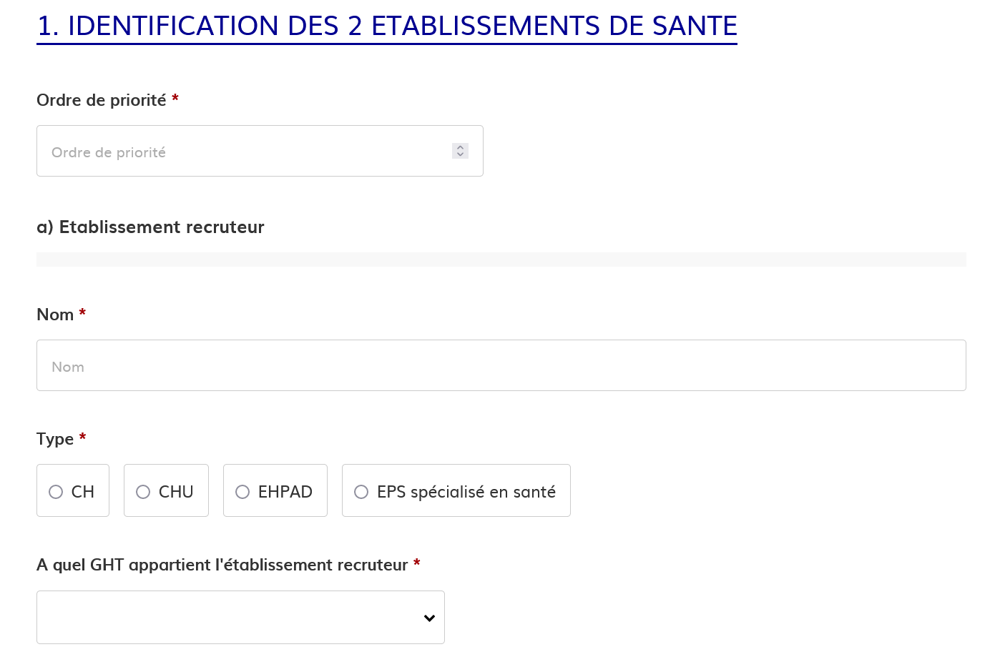 1. IDENTIFICATION DES 2 ETABLISSEMENTS DE SANTE
Ordre de priorité *
Ordre de priorité
a) Etablissement recruteur
Nom *
Nom
Type *
CH CHU EHPAD EPS spécialisé en santé
A quel GHT appartient l'établissement recruteur *